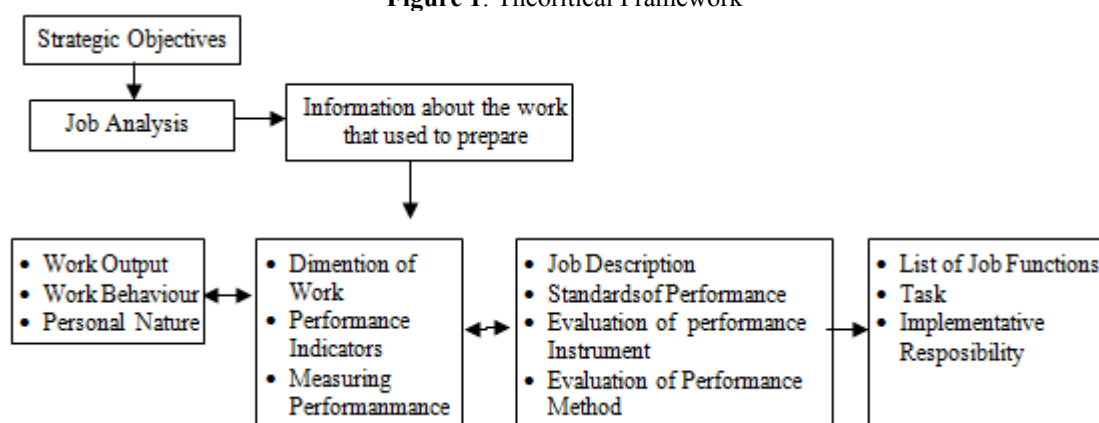 Figure 1. Theoritical Framework
Strategic Objectives
Job Analysis
Information about the work
that used to prepare
• Work Output
• Work Behaviour
• Personal Nature
• Dimention of
Work
• Performance
Indicators
• Measuring
Performanmance
• Job Description
• Standardsof Performance
• Evaluation of performance
Instrument
• Evaluation of Performance
Method
• List of Job Functions
• Task
• Implementative
Resposibility